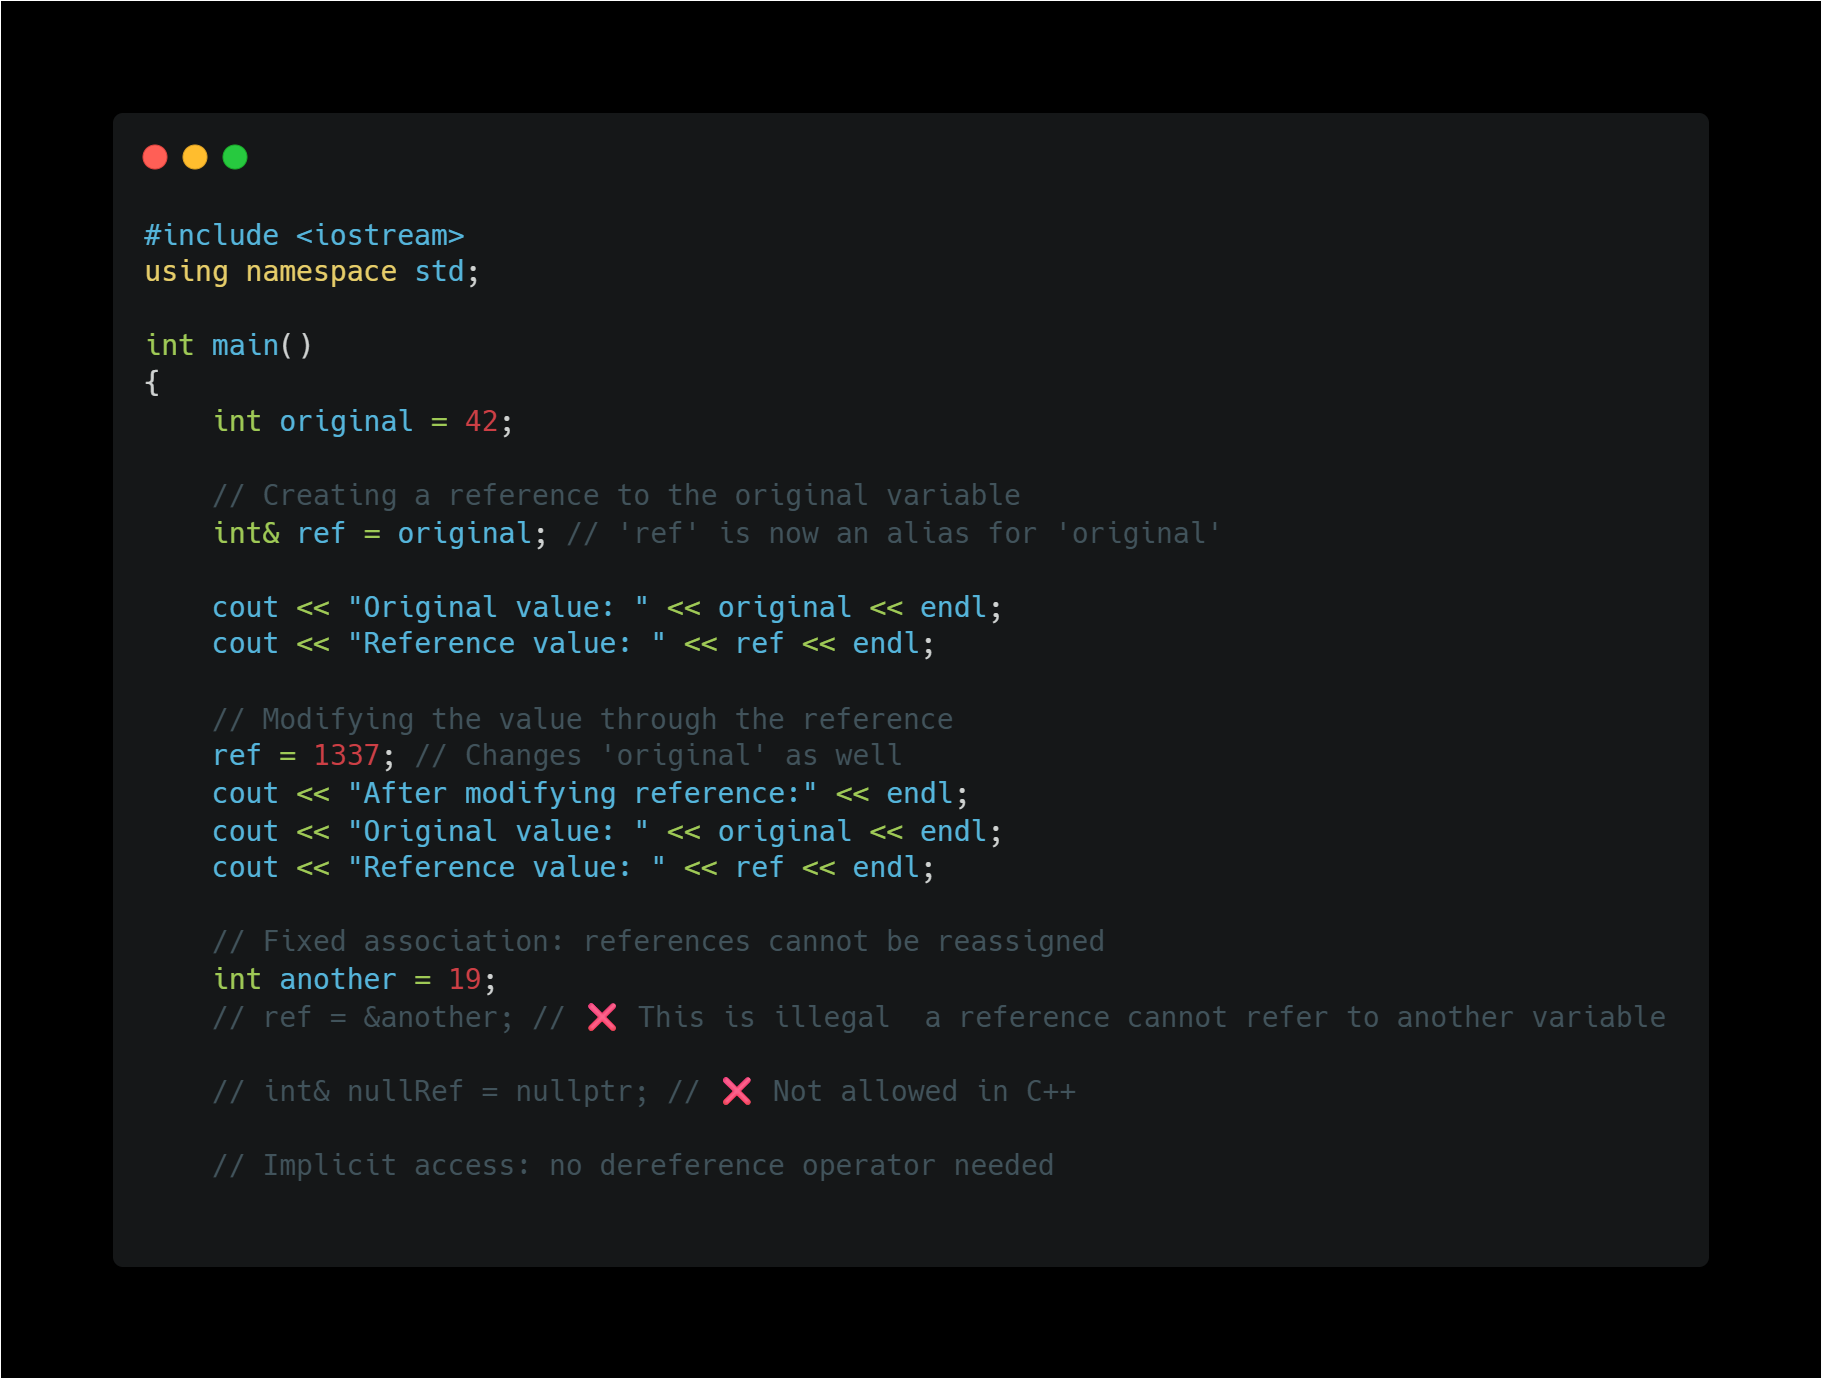 #include <iostream>
using namespace std;
int main()
{
    int original = 42;
    // Creating a reference to the original variable
    int& ref = original; // 'ref' is now an alias for 'original'
    cout << "Original value: " << original << endl;
    cout << "Reference value: " << ref << endl;
    // Modifying the value through the reference
    ref = 1337; // Changes 'original' as well
    cout << "After modifying reference:" << endl;
    cout << "Original value: " << original << endl;
    cout << "Reference value: " << ref << endl;
    // Fixed association: references cannot be reassigned
    int another = 19;
    // ref = &another; // ❌ This is illegal  a reference cannot refer to another variable
    // int& nullRef = nullptr; // ❌ Not allowed in C++
    // Implicit access: no dereference operator needed